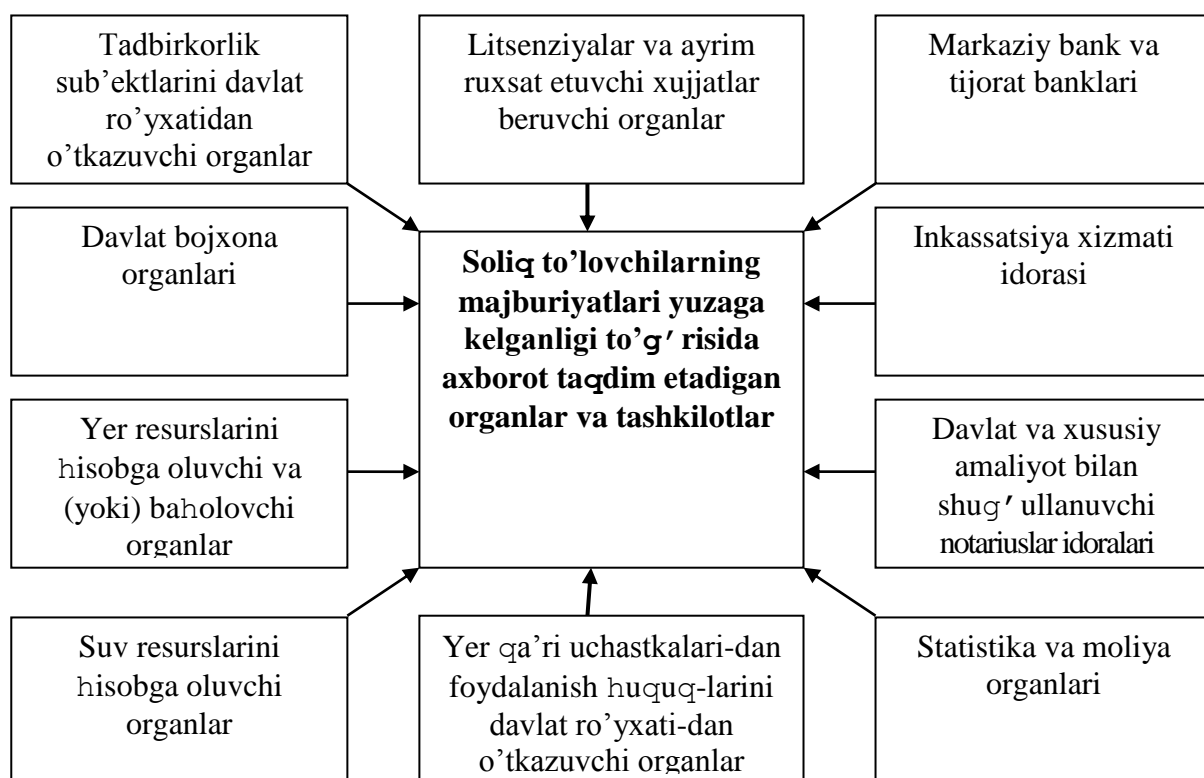 Tadbirkorlik
sub’ektlarini davlat
ro’yxatidan
o’tkazuvchi organlar
Litsenziyalar va ayrim
ruxsat etuvchi xujjatlar
beruvchi organlar
Markaziy bank va
tijorat banklari
Davlat bojxona
organlari
Soliq to’lovchilarning
majburiyatlari yuzaga
kelganligi to’g’ risida
axborot taqdim etadigan
organlar va tashkilotlar
Inkassatsiya xizmati
idorasi
Yer resurslarini
hisobga oluvchi va
(yoki) baholovchi
organlar
Davlat va xususiy
amaliyot bilan
shug’ ullanuvchi
notariuslar idoralari
Suv resurslarini
hisobga oluvchi
organlar
Yer qa’ri uchastkalari-dan
foydalanish huquq-larini
davlat ro’yxati-dan
o’tkazuvchi organlar
Statistika va moliya
organlari